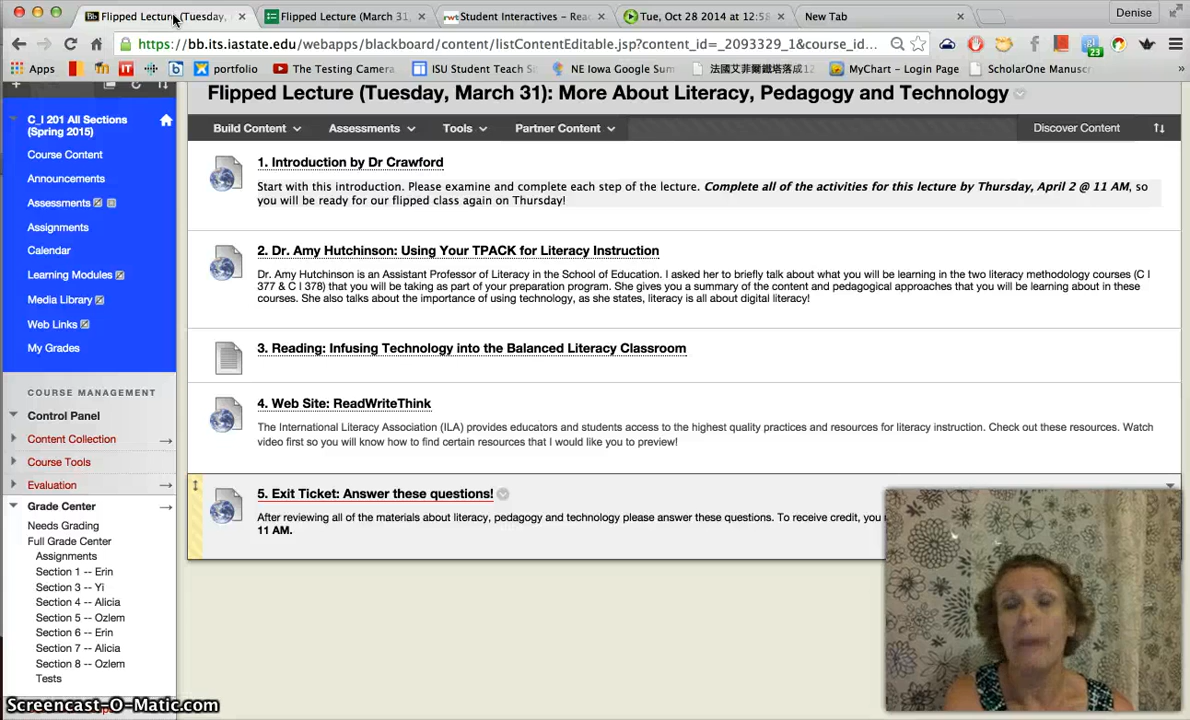 Flipped Lecture (Tuesday,
Flipped Lecture (March 31,
Student Interactives - Rea
Tue, Oct 28 2014 at 12:5
New Tab
Denise
https://bb.its.iastate.edu/webapps/blackboard/content/listContentEditable.jsp?content_id=_2093329_1&course_id...
23
Apps
portfolio
The Testing Camera
ISU Student Teach S
NE Iowa Google Sum
法國艾菲爾鐵塔落成12
MyChart - Login Page
ScholarOne Manusc
Flipped Lecture (Tuesday, March 31): More About Literacy, Pedagogy and Technology
Build Content
Assessments
Tools
Partner Content
Discover Content
C_I 201 All Sections
(Spring 2015)
Course Content
Announcements
Assessments
Assignments
Calendar
Learning Modules
Media Library
Web Links
My Grades
COURSE MANAGEMENT
Control Panel
Content Collection
Course Tools
Evaluation
Grade Center
Needs Grading
Full Grade Center
Assignments
Section 1 -- Erin
Section 3 -- Yi
Section 4 -- Alicia
Section 5 -- Ozlem
Section 6 -- Erin
Section 7 -- Alicia
Section 8 -- Ozlem
Tests
1. Introduction by Dr Crawford
Start with this introduction. Please examine and complete each step of the lecture. Complete all of the activities for this lecture by Thursday, April 2 @ 11 AM, so
you will be ready for our flipped class again on Thursday!
2. Dr. Amy Hutchinson: Using Your TPACK for Literacy Instruction
Dr. Amy Hutchinson is an Assistant Professor of Literacy in the School of Education. I asked her to briefly talk about what you will be learning in the two literacy methodology courses (C I
377 & C I 378) that you will be taking as part of your preparation program. She gives you a summary of the content and pedagogical approaches that you will be learning about in these
courses. She also talks about the importance of using technology, as she states, literacy is all about digital literacy!
3. Reading: Infusing Technology into the Balanced Literacy Classroom
4. Web Site: ReadWriteThink
The International Literacy Association (ILA) provides educators and students access to the highest quality practices and resources for literacy instruction. Check out these resources. Watch
video first so you will know how to find certain resources that I would like you to preview!
5. Exit Ticket: Answer these questions!
After reviewing all of the materials about literacy, pedagogy and technology please answer these questions. To receive credit, you
11 AM.
Screencast-O-Matic.com